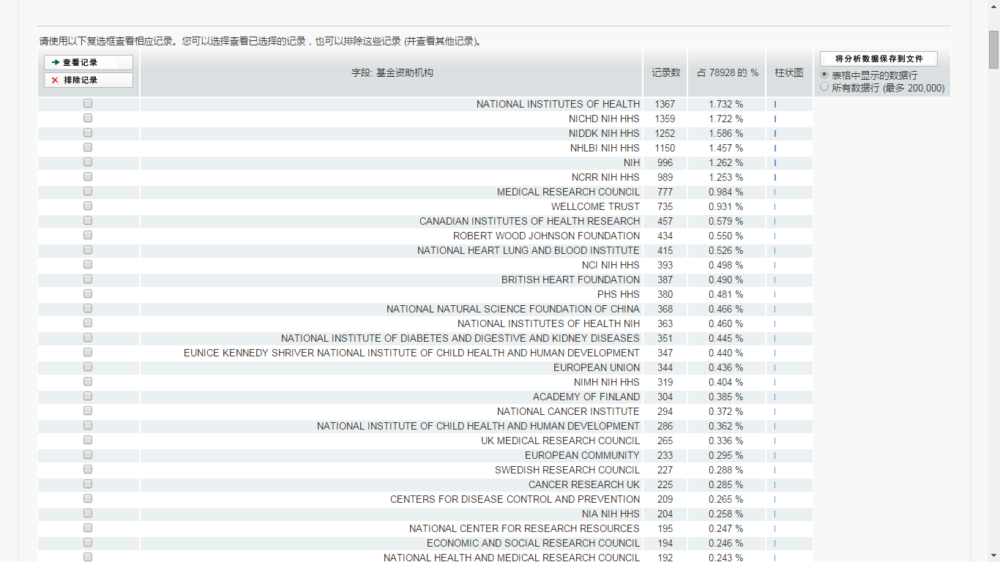 请使用以下复选框查看相应记录。您可以选择查看已选择的记录，也可以排除这些记录 (并查看其他记录)。
查看记录
排除记录
字段: 基金资助机构
记录数
占 78928 的 %
柱状图
将分析数据保存到文件
表格中显示的数据行
所有数据行 (最多 200,000)
NATIONAL INSTITUTES OF HEALTH 1367 1.732 %
NICHD NIH HHS 1359 1.722 %
NIDDK NIH HHS 1252 1.586 %
NHLBI NIH HHS 1150 1.457 %
NIH 996 1.262 %
NCRR NIH HHS 989 1.253 %
MEDICAL RESEARCH COUNCIL 777 0.984 %
WELLCOME TRUST 735 0.931 %
CANADIAN INSTITUTES OF HEALTH RESEARCH 457 0.579 %
ROBERT WOOD JOHNSON FOUNDATION 434 0.550 %
NATIONAL HEART LUNG AND BLOOD INSTITUTE 415 0.526 %
NCI NIH HHS 393 0.498 %
BRITISH HEART FOUNDATION 387 0.490 %
PHS HHS 380 0.481 %
NATIONAL NATURAL SCIENCE FOUNDATION OF CHINA 368 0.466 %
NATIONAL INSTITUTES OF HEALTH NIH 363 0.460 %
NATIONAL INSTITUTE OF DIABETES AND DIGESTIVE AND KIDNEY DISEASES 351 0.445 %
EUNICE KENNEDY SHRIVER NATIONAL INSTITUTE OF CHILD HEALTH AND HUMAN DEVELOPMENT 347 0.440 %
EUROPEAN UNION 344 0.436 %
NIMH NIH HHS 319 0.404 %
ACADEMY OF FINLAND 304 0.385 %
NATIONAL CANCER INSTITUTE 294 0.372 %
NATIONAL INSTITUTE OF CHILD HEALTH AND HUMAN DEVELOPMENT 286 0.362 %
UK MEDICAL RESEARCH COUNCIL 265 0.336 %
EUROPEAN COMMUNITY 233 0.295 %
SWEDISH RESEARCH COUNCIL 227 0.288 %
CANCER RESEARCH UK 225 0.285 %
CENTERS FOR DISEASE CONTROL AND PREVENTION 209 0.265 %
NIA NIH HHS 204 0.258 %
NATIONAL CENTER FOR RESEARCH RESOURCES 195 0.247 %
ECONOMIC AND SOCIAL RESEARCH COUNCIL 194 0.246 %
NATIONAL HEALTH AND MEDICAL RESEARCH COUNCIL 192 0.243 %